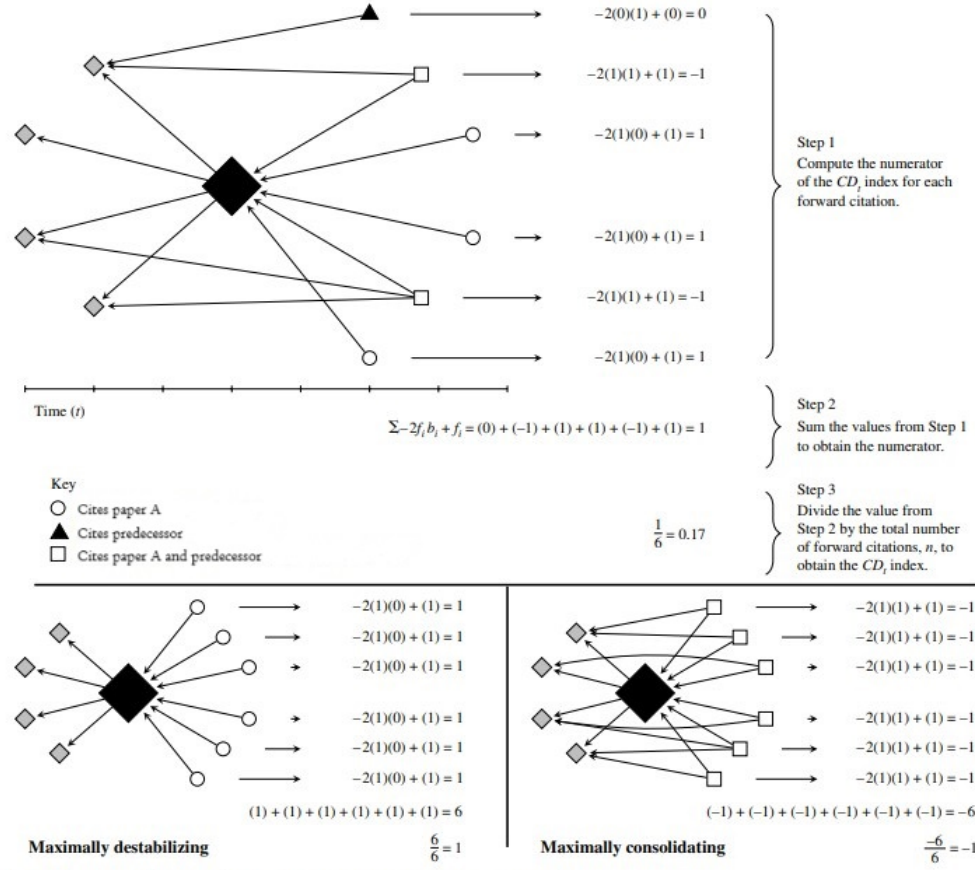 −2(0)(1) + (0) = 0
−2(1)(1) + (1) = −1
−2(1)(0) + (1) = 1
−2(1)(0) + (1) = 1
−2(1)(1) + (1) = −1
−2(1)(0) + (1) = 1
Step 1
Compute the numerator
of the CDₜ index for each
forward citation.
Time (t)
Σ−2fᵢbᵢ + fᵢ = (0) + (−1) + (1) + (1) + (−1) + (1) = 1
Step 2
Sum the values from Step 1
to obtain the numerator.
Key
Cites paper A
Cites predecessor
Cites paper A and predecessor
1/6 = 0.17
Step 3
Divide the value from
Step 2 by the total number
of forward citations, n, to
obtain the CDₜ index.
−2(1)(0) + (1) = 1
−2(1)(0) + (1) = 1
−2(1)(0) + (1) = 1
−2(1)(0) + (1) = 1
−2(1)(0) + (1) = 1
−2(1)(0) + (1) = 1
(1) + (1) + (1) + (1) + (1) + (1) = 6
Maximally destabilizing
6/6 = 1
−2(1)(1) + (1) = −1
−2(1)(1) + (1) = −1
−2(1)(1) + (1) = −1
−2(1)(1) + (1) = −1
−2(1)(1) + (1) = −1
−2(1)(1) + (1) = −1
(−1) + (−1) + (−1) + (−1) + (−1) + (−1) = −6
Maximally consolidating
−6/6 = −1